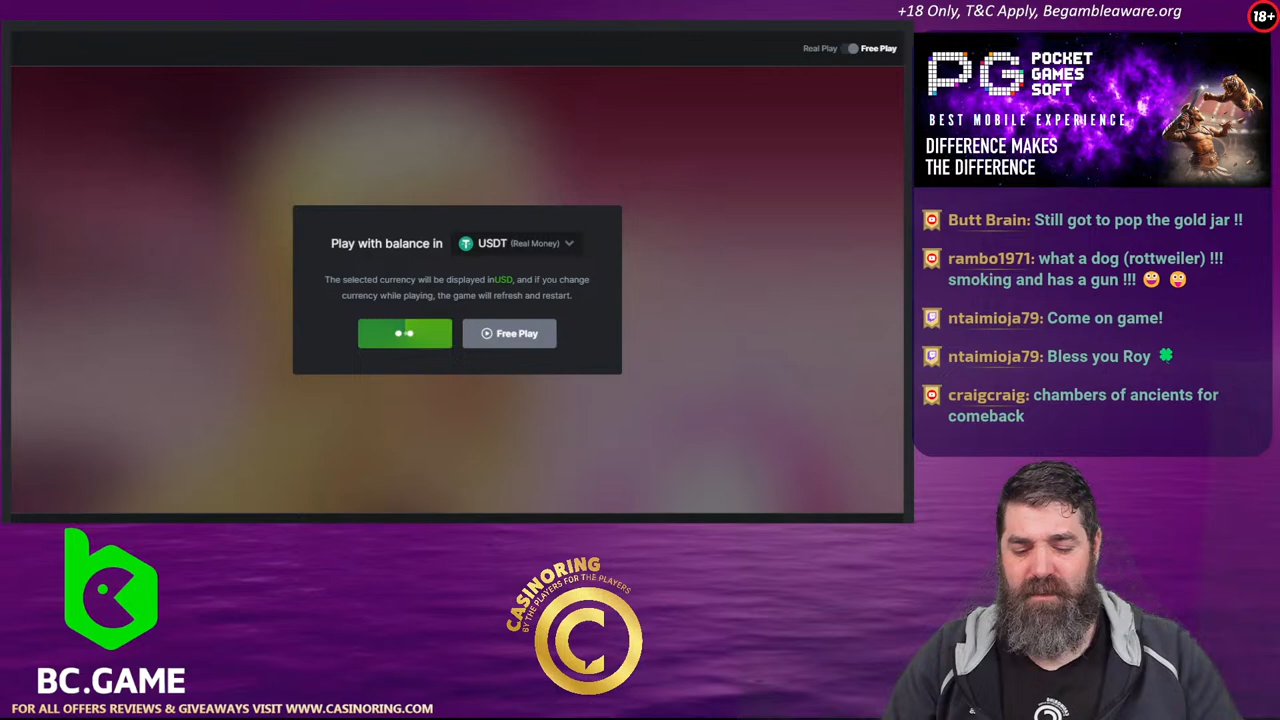 +18 Only, T&C Apply, Begambleaware.org
18+
Real Play Free Play
PG POCKET
GAMES
SOFT
BEST MOBILE EXPERIENCE
DIFFERENCE MAKES
THE DIFFERENCE
Play with balance in USDT (Real Money)
The selected currency will be displayed inUSD, and if you change
currency while playing, the game will refresh and restart.
Free Play
Butt Brain: Still got to pop the gold jar !!
rambo1971: what a dog (rottweiler) !!!
smoking and has a gun !!!
ntaimioja79: Come on game!
ntaimioja79: Bless you Roy
craigcraig: chambers of ancients for
comeback
CASINORING
BY THE PLAYERS FOR THE PLAYERS
BC.GAME
FOR ALL OFFERS REVIEWS & GIVEAWAYS VISIT WWW.CASINORING.COM